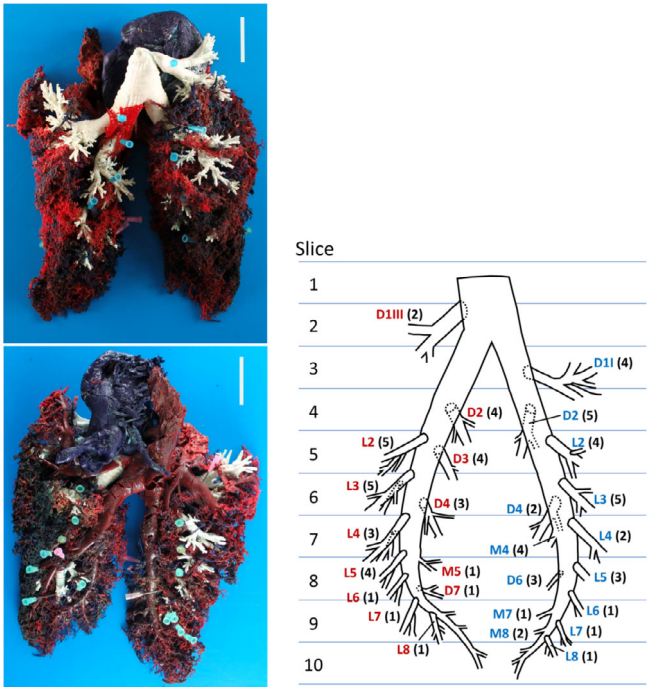 Slice
1
D1III (2)
2
D1I (4)
3
D2 (4)
D2 (5)
4
L2 (5)
L2 (4)
D3 (4)
5
L3 (5)
L3 (5)
D4 (3)
D4 (2)
6
L4 (3)
L4 (2)
7
M4 (1)
L5 (4)
M5 (1)
D6 (3)
L5 (3)
8
L6 (1)
D7 (1)
L7 (1)
M7 (1)
L6 (1)
9
M8 (2)
L7 (1)
L8 (1)
L8 (1)
10